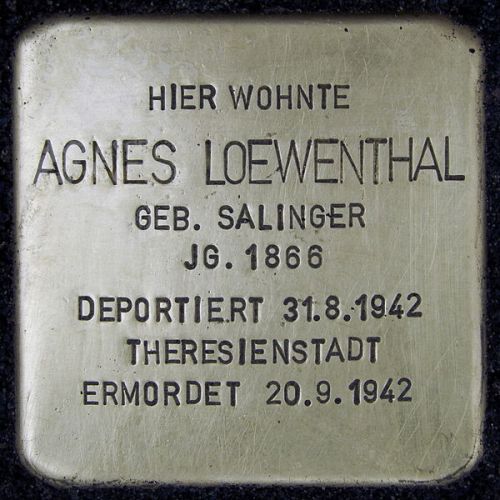 HIER WOHNTE
AGNES LOEWENTHAL
GEB. SALINGER
JG. 1866
DEPORTIERT 31.8.1942
THERESIENSTADT
ERMORDET 20.9.1942